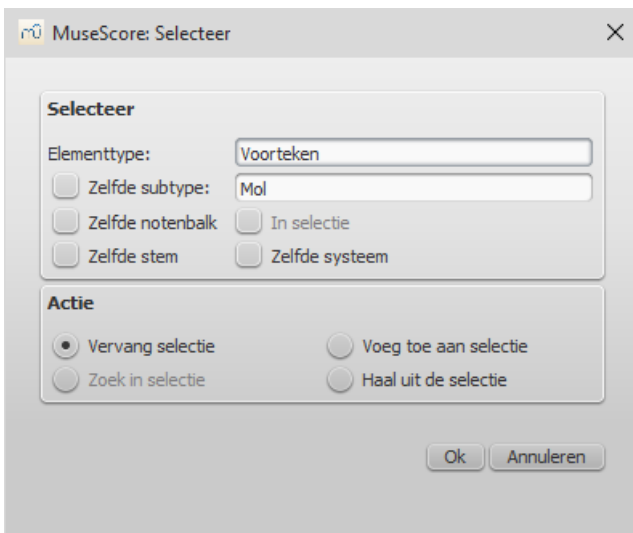 MuseScore: Selecteer
Selecteer
Elementtype: Voorteken
Zelfde subtype: Mol
Zelfde notenbalk In selectie
Zelfde stem Zelfde systeem
Actie
Vervang selectie Voeg toe aan selectie
Zoek in selectie Haal uit de selectie
Ok Annuleren